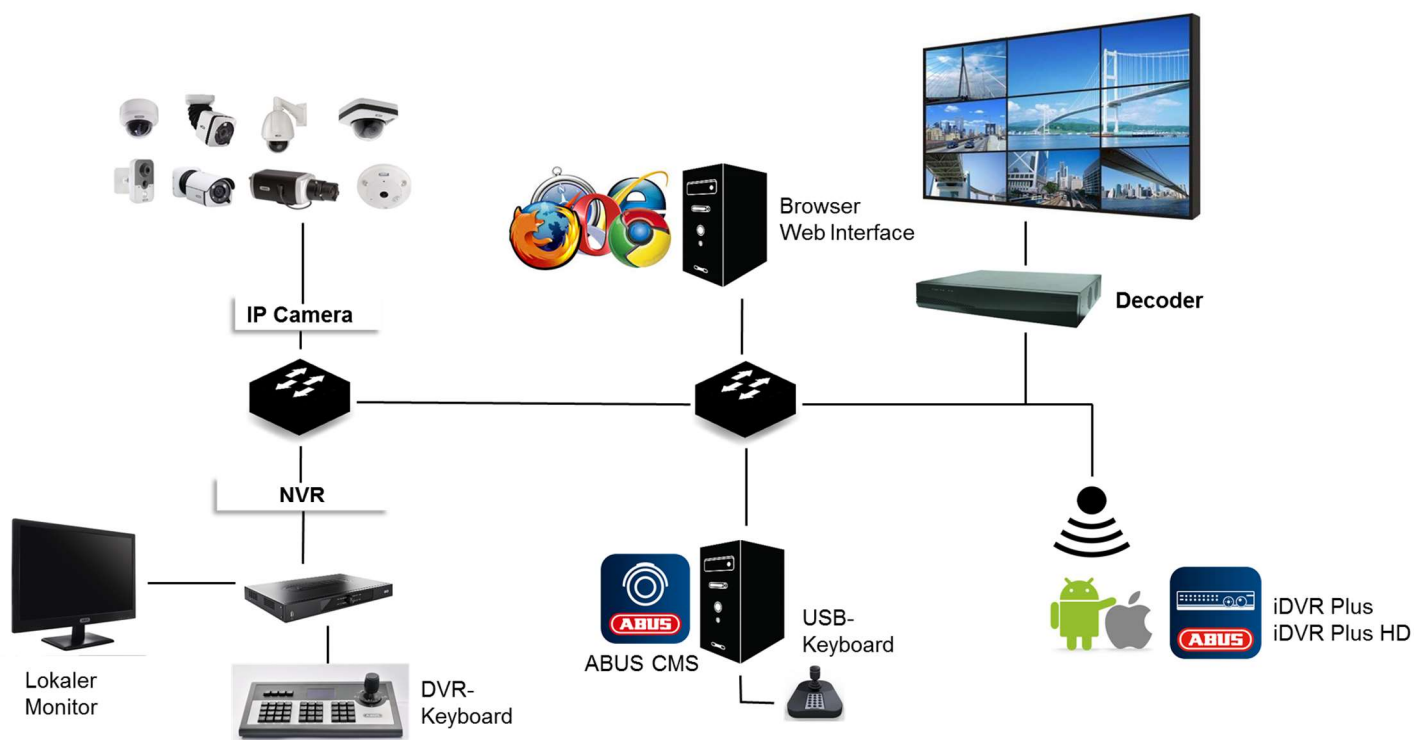 Browser
Web Interface
IP Camera
Decoder
NVR
ABUS
ABUS CMS
USB-
Keyboard
ABUS
iDVR Plus
iDVR Plus HD
Lokaler
Monitor
DVR-
Keyboard